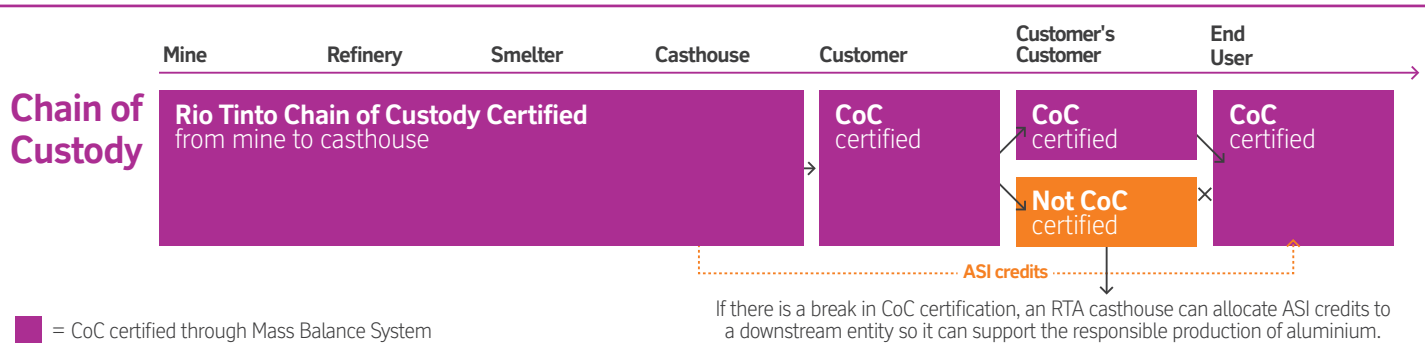 Mine
Refinery
Smelter
Casthouse
Customer
Customer's
Customer
End
User
Chain of
Custody
Rio Tinto Chain of Custody Certified
from mine to casthouse
CoC
certified
CoC
certified
Not CoC
certified
CoC
certified
ASI credits
If there is a break in CoC certification, an RTA casthouse can allocate ASI credits to
a downstream entity so it can support the responsible production of aluminium.
= CoC certified through Mass Balance System